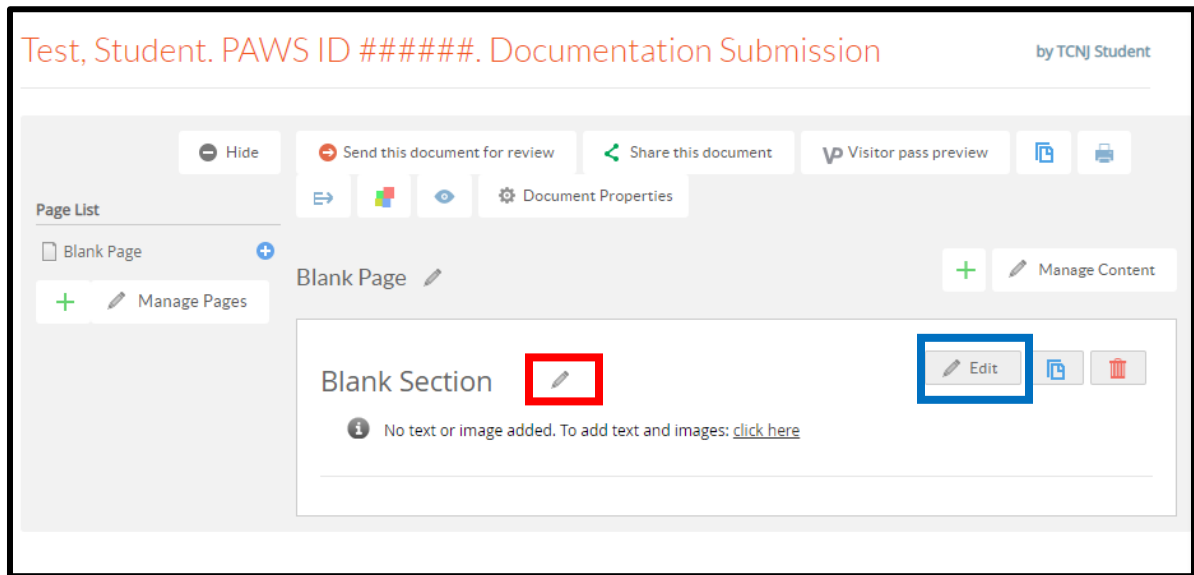 Test, Student. PAWS ID ######. Documentation Submission
by TCNJ Student
Hide
Send this document for review
Share this document
VP Visitor pass preview
Document Properties
Page List
Blank Page
Manage Pages
Blank Page
Manage Content
Blank Section
Edit
No text or image added. To add text and images: click here